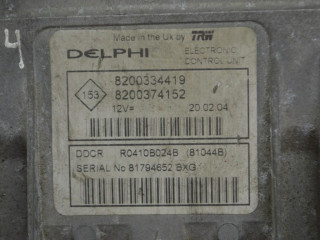 4
Made in the Uk by TRW
DELPHI ELECTRONIC CONTROL UNIT
153
8200334419
8200374152
12V= 20.02.04
DDCR R0410B024B (81044B)
SERIAL No 81794652 BXG